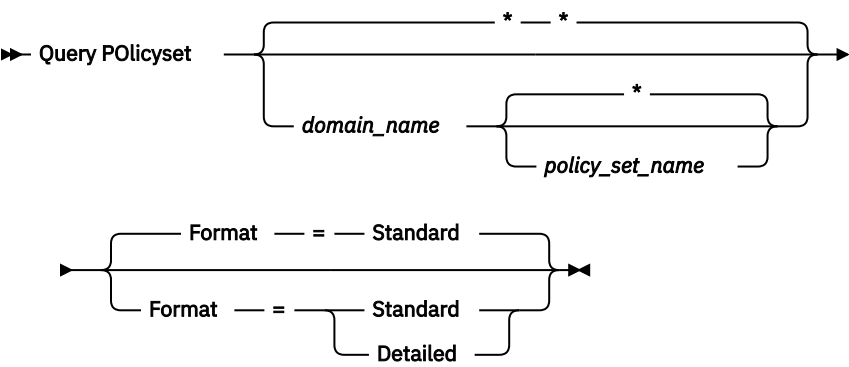 * *
Query POlicyset
*
domain_name
policy_set_name
Format = Standard
Format = Standard
Detailed